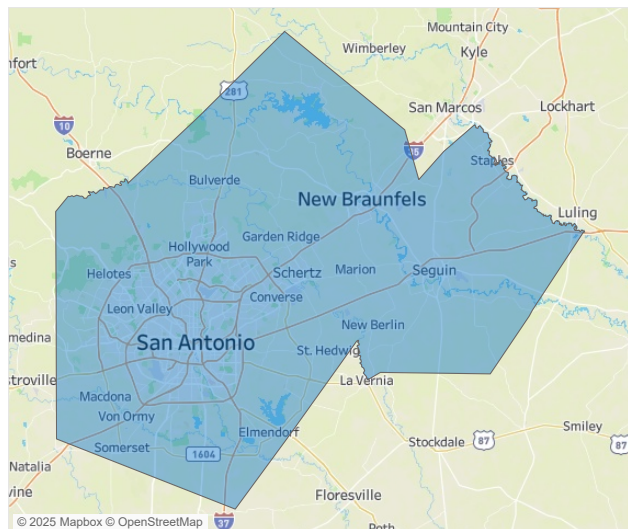 Mountain City
Wimberley
Kyle
nfort
281
San Marcos
Lockhart
10
35
Boerne
Staples
Bulverde
New Braunfels
Luling
Garden Ridge
Hollywood
Park
Helotes
Schertz
Marion
Seguin
Converse
Leon Valley
New Berlin
medina
San Antonio
St. Hedwig
stroville
La Vernia
Macdona
Von Ormy
Elmendorf
Smiley
Somerset
1604
Stockdale
87
87
Natalia
vine
Floresville
37
Poth
© 2025 Mapbox © OpenStreetMap